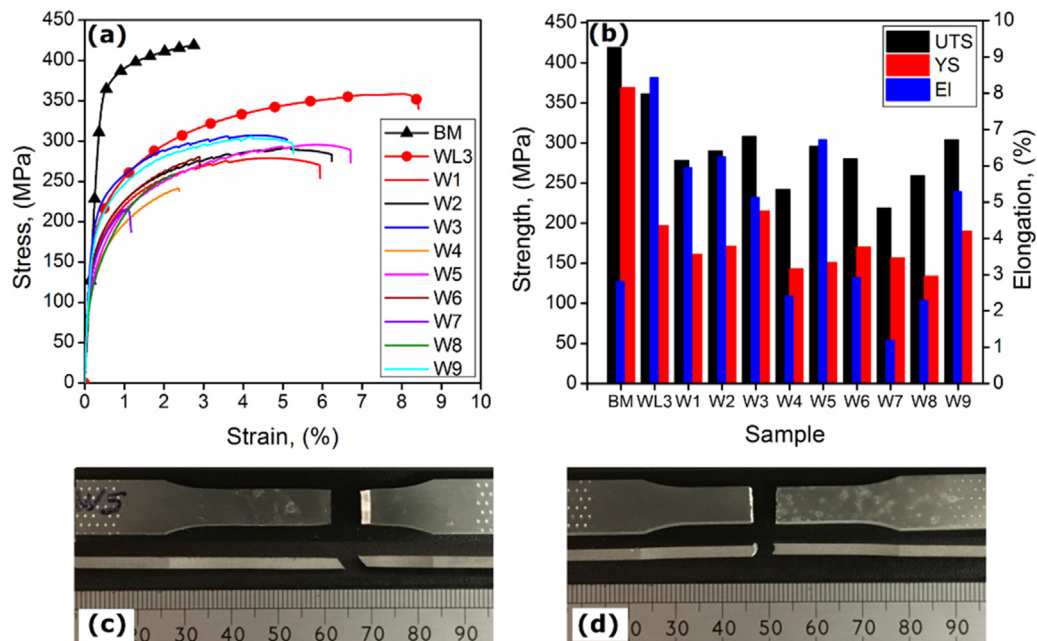 (a)
450
400
350
300
250
200
150
100
50
0
Stress, (MPa)
BM
WL3
W1
W2
W3
W4
W5
W6
W7
W8
W9
0 1 2 3 4 5 6 7 8 9 10
Strain, (%)
(b)
450
400
350
300
250
200
150
100
50
0
Strength, (MPa)
UTS
YS
El
10
9
8
7
6
5
4
3
2
1
0
Elongation, (%)
BM WL3 W1 W2 W3 W4 W5 W6 W7 W8 W9
Sample
W5
(c)
20 30 40 50 60 70 80 90
(d)
20 30 40 50 60 70 80 90